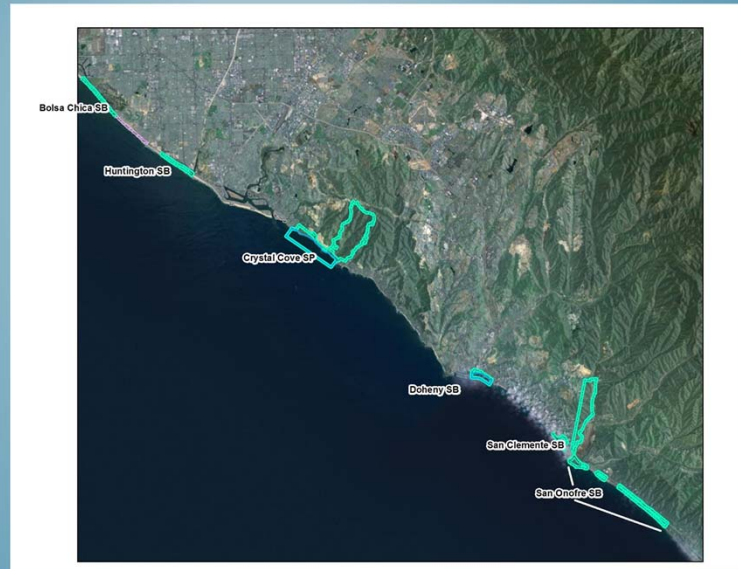 Bolsa Chica SB
Huntington SB
Crystal Cove SP
Doheny SB
San Clemente SB
San Onofre SB